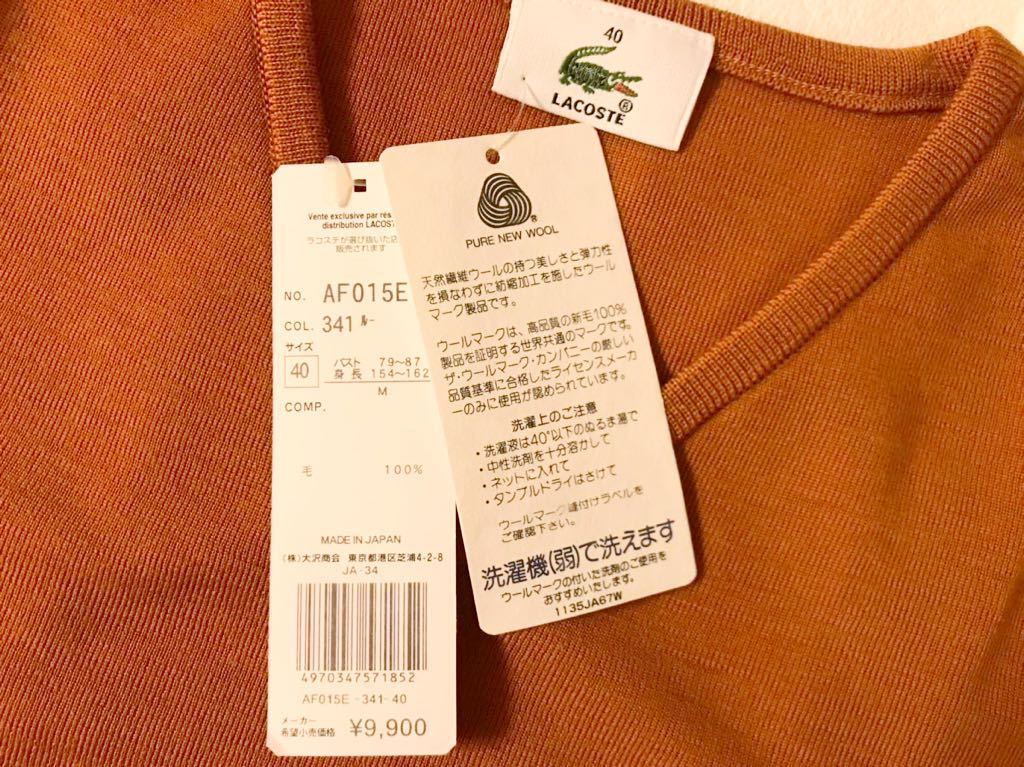 40
LACOSTE
Vente exclusive par rés
distribution LACOS
ラコステが選び抜いた店
販売されます
NO. AF015E
COL. 341 ルー
サイズ
40 バスト 79〜87
身長 154〜162
M
COMP.
毛 100%
MADE IN JAPAN
(株)大沢商会 東京都港区芝浦4-2-8
JA-34
4970347571852
AF015E -341-40
メーカー
希望小売価格 ¥9,900
PURE NEW WOOL
天然繊維ウールの持つ美しさと弾力性
を損なわずに防縮加工を施したウール
マーク製品です。
ウールマークは、高品質の新毛100%
製品を証明する世界共通のマークです。
ザ・ウールマーク・カンパニーの厳しい
品質基準に合格したライセンスメーカ
ーのみに使用が認められています。
洗濯上のご注意
・洗濯液は40°以下のぬるま湯で
・中性洗剤を十分溶かして
・ネットに入れて
・タンブルドライはさけて
ウールマーク縫付けラベルを
ご確認下さい。
洗濯機(弱)で洗えます
ウールマークの付いた洗剤のご使用を
おすすめいたします。
1135JA67W